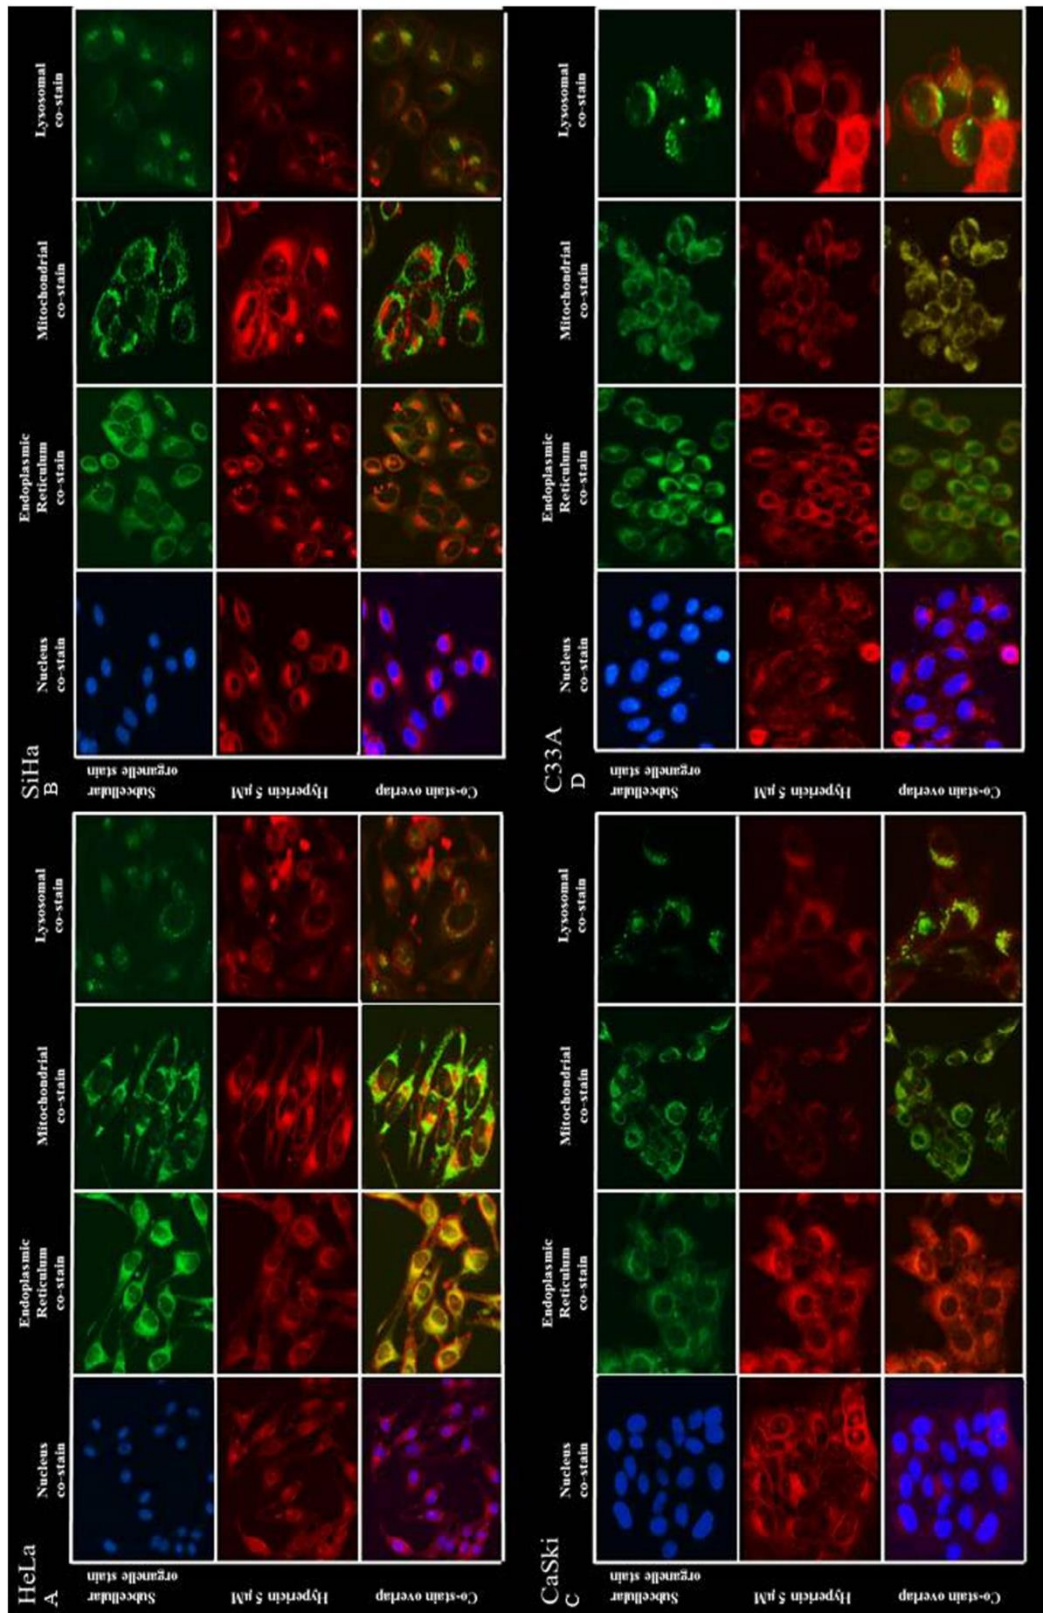 HeLa
A
Nucleus
co-stain
Endoplasmic
Reticulum
co-stain
Mitochondrial
co-stain
Lysosomal
co-stain
Subcellular
organelle stain
Hypericin 5 µM
Co-stain overlap
SiHa
B
Nucleus
co-stain
Endoplasmic
Reticulum
co-stain
Mitochondrial
co-stain
Lysosomal
co-stain
Subcellular
organelle stain
Hypericin 5 µM
Co-stain overlap
CaSki
C
Nucleus
co-stain
Endoplasmic
Reticulum
co-stain
Mitochondrial
co-stain
Lysosomal
co-stain
Subcellular
organelle stain
Hypericin 5 µM
Co-stain overlap
C33A
D
Nucleus
co-stain
Endoplasmic
Reticulum
co-stain
Mitochondrial
co-stain
Lysosomal
co-stain
Subcellular
organelle stain
Hypericin 5 µM
Co-stain overlap